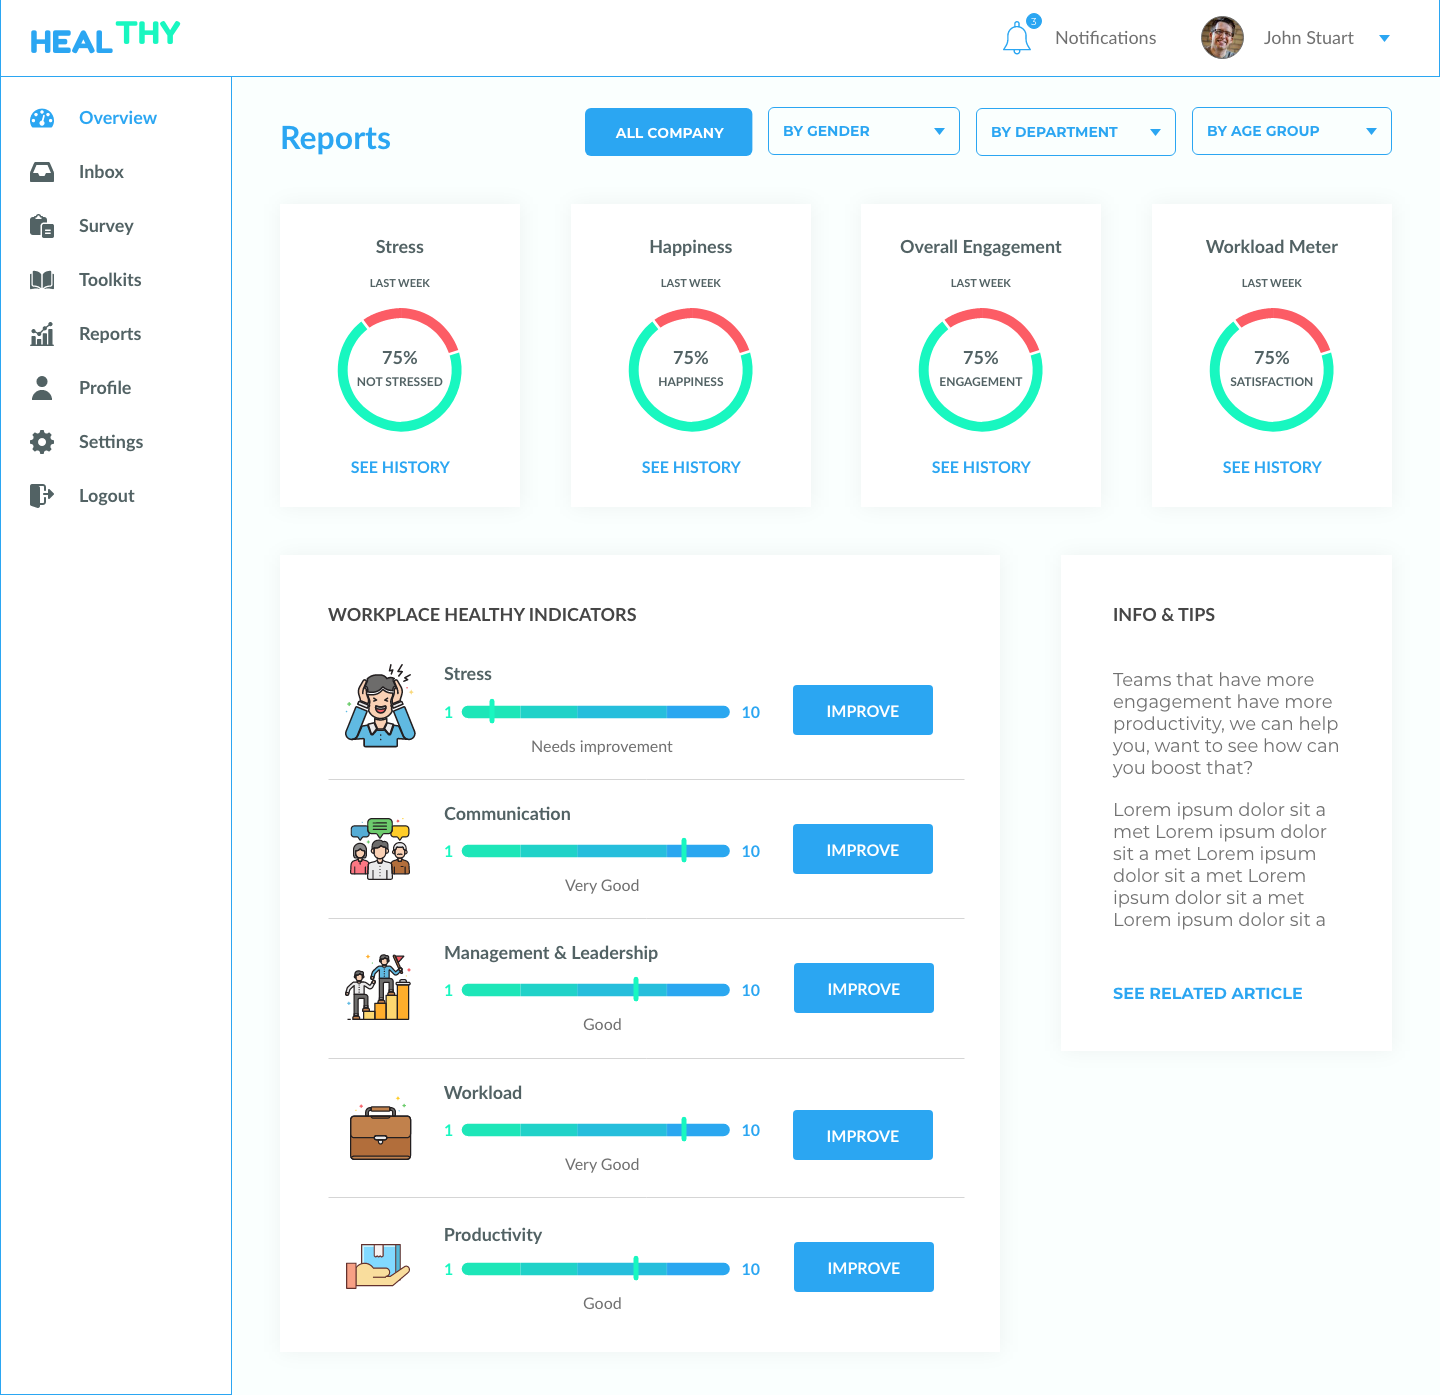 HEALTHY
3
Notifications
John Stuart
Overview
Inbox
Survey
Toolkits
Reports
Profile
Settings
Logout
Reports
ALL COMPANY
BY GENDER
BY DEPARTMENT
BY AGE GROUP
Stress
LAST WEEK
75%
NOT STRESSED
SEE HISTORY
Happiness
LAST WEEK
75%
HAPPINESS
SEE HISTORY
Overall Engagement
LAST WEEK
75%
ENGAGEMENT
SEE HISTORY
Workload Meter
LAST WEEK
75%
SATISFACTION
SEE HISTORY
WORKPLACE HEALTHY INDICATORS
Stress
1 10
Needs improvement
IMPROVE
Communication
1 10
Very Good
IMPROVE
Management & Leadership
1 10
Good
IMPROVE
Workload
1 10
Very Good
IMPROVE
Productivity
1 10
Good
IMPROVE
INFO & TIPS
Teams that have more
engagement have more
productivity, we can help
you, want to see how can
you boost that?
Lorem ipsum dolor sit a
met Lorem ipsum dolor
sit a met Lorem ipsum
dolor sit a met Lorem
ipsum dolor sit a met
Lorem ipsum dolor sit a
SEE RELATED ARTICLE